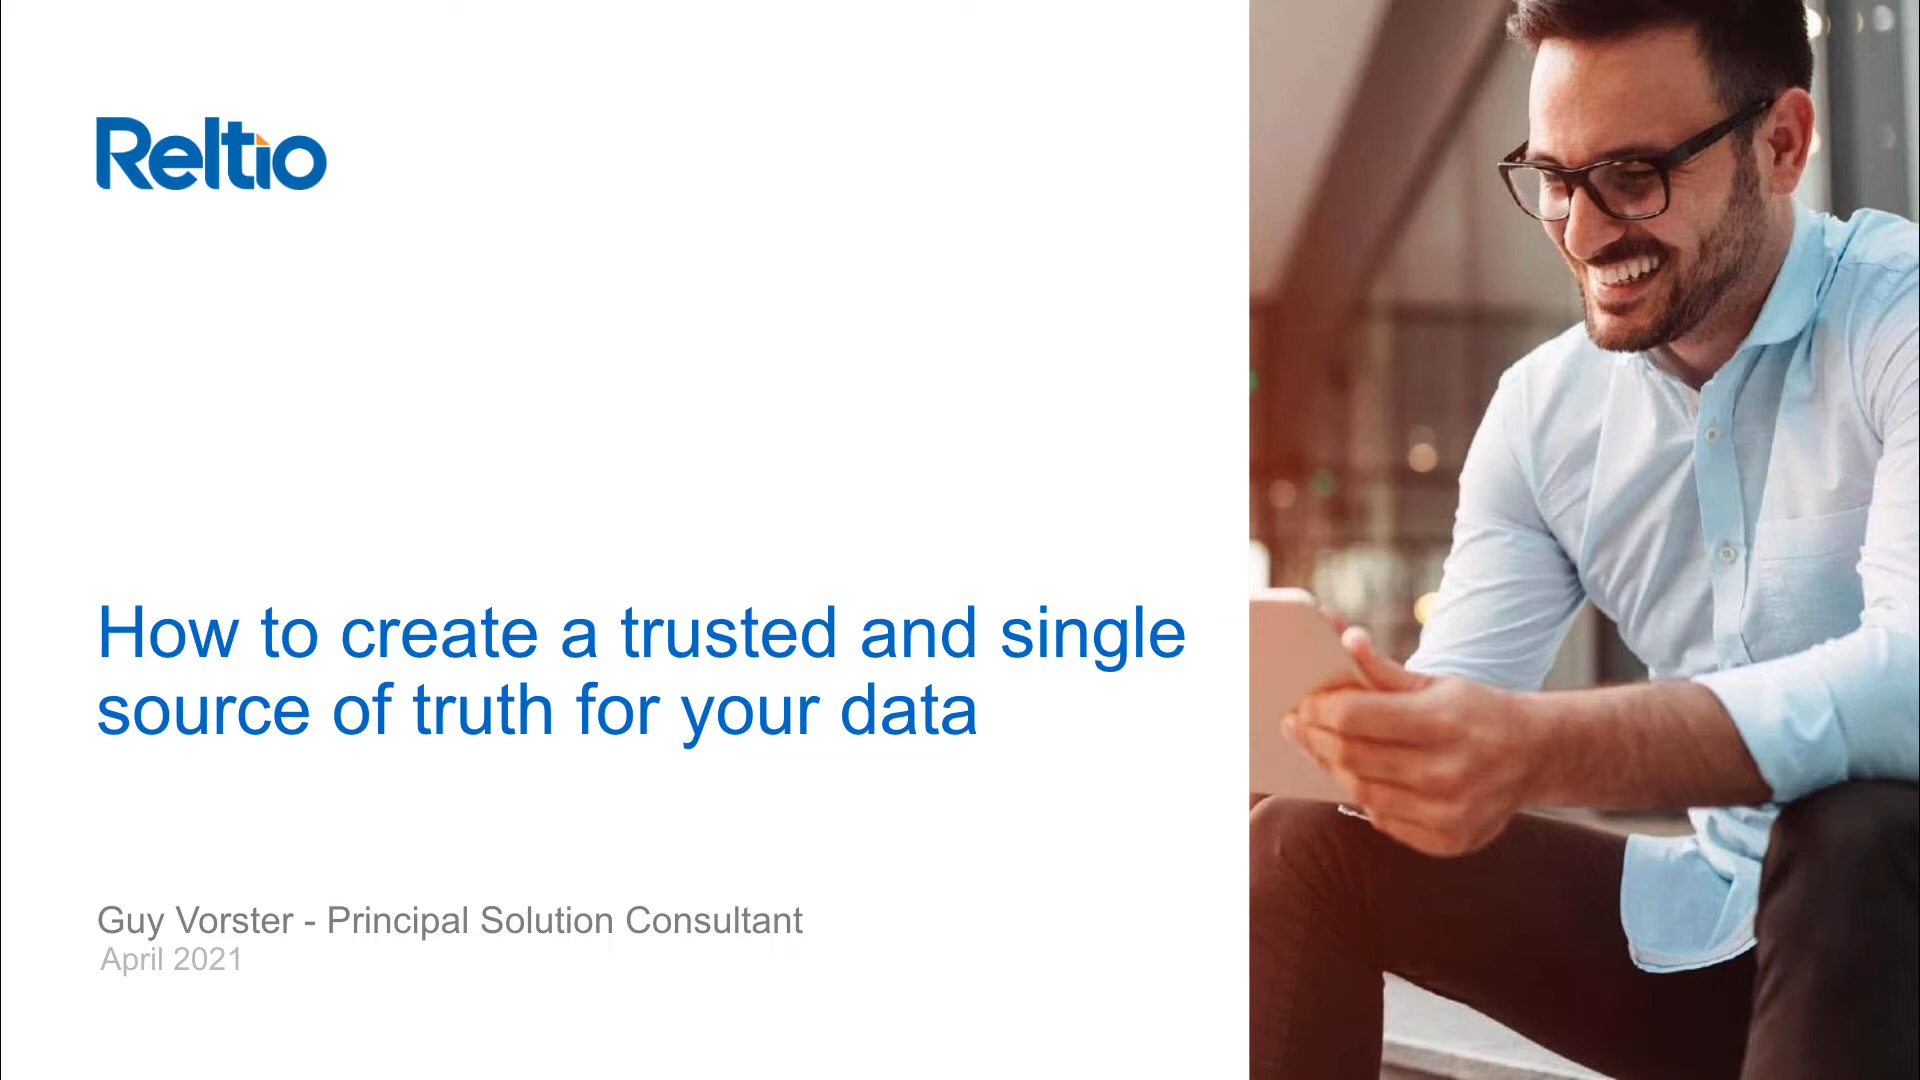 Reltio
How to create a trusted and single
source of truth for your data
Guy Vorster - Principal Solution Consultant
April 2021